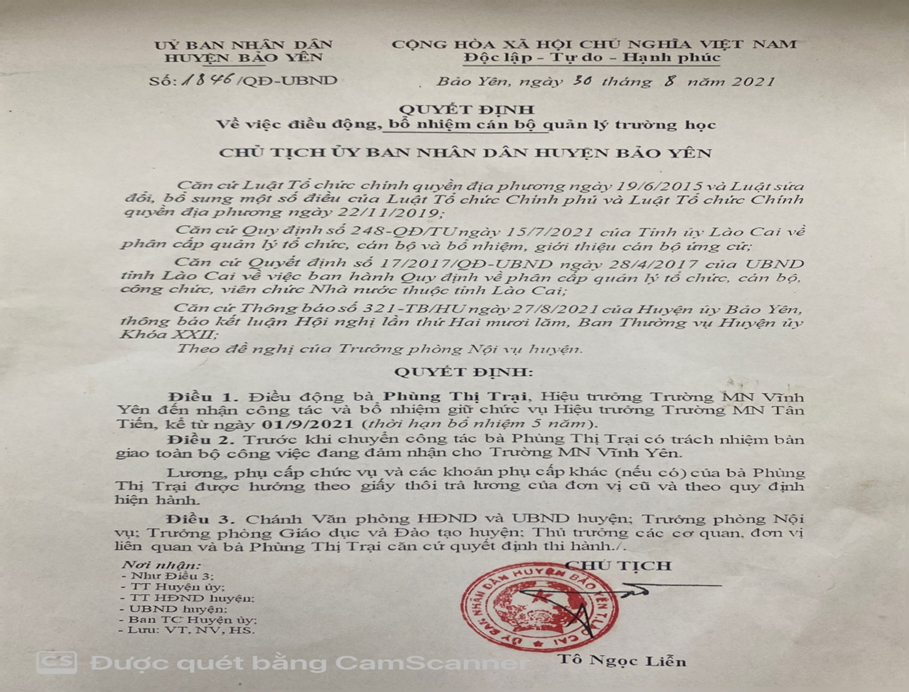 UỶ BAN NHÂN DÂN
HUYỆN BẢO YÊN
Số: 1846/QĐ-UBND
CỘNG HÒA XÃ HỘI CHỦ NGHĨA VIỆT NAM
Độc lập - Tự do - Hạnh phúc
Bảo Yên, ngày 30 tháng 8 năm 2021
QUYẾT ĐỊNH
Về việc điều động, bổ nhiệm cán bộ quản lý trường học
CHỦ TỊCH ỦY BAN NHÂN DÂN HUYỆN BẢO YÊN
Căn cứ Luật Tổ chức chính quyền địa phương ngày 19/6/2015 và Luật sửa
đổi, bổ sung một số điều của Luật Tổ chức Chính phủ và Luật Tổ chức Chính
quyền địa phương ngày 22/11/2019;
Căn cứ Quy định số 248-QĐ/TU ngày 15/7/2021 của Tỉnh ủy Lào Cai về
phân cấp quản lý tổ chức, cán bộ và bổ nhiệm, giới thiệu cán bộ ứng cử;
Căn cứ Quyết định số 17/2017/QĐ-UBND ngày 28/4/2017 của UBND
tỉnh Lào Cai về việc ban hành Quy định về phân cấp quản lý tổ chức, cán bộ,
công chức, viên chức Nhà nước thuộc tỉnh Lào Cai;
Căn cứ Thông báo số 321-TB/HU ngày 27/8/2021 của Huyện ủy Bảo Yên,
thông báo kết luận Hội nghị lần thứ Hai mươi lăm, Ban Thường vụ Huyện ủy
Khóa XXII;
Theo đề nghị của Trưởng phòng Nội vụ huyện.
QUYẾT ĐỊNH:
Điều 1. Điều động bà Phùng Thị Trại, Hiệu trưởng Trường MN Vĩnh
Yên đến nhận công tác và bổ nhiệm giữ chức vụ Hiệu trưởng Trường MN Tân
Tiến, kể từ ngày 01/9/2021 (thời hạn bổ nhiệm 5 năm).
Điều 2. Trước khi chuyển công tác bà Phùng Thị Trại có trách nhiệm bàn
giao toàn bộ công việc đang đảm nhận cho Trường MN Vĩnh Yên.
Lương, phụ cấp chức vụ và các khoản phụ cấp khác (nếu có) của bà Phùng
Thị Trại được hưởng theo giấy thôi trả lương của đơn vị cũ và theo quy định
hiện hành.
Điều 3. Chánh Văn phòng HĐND và UBND huyện; Trưởng phòng Nội
vụ; Trưởng phòng Giáo dục và Đào tạo huyện; Thủ trưởng các cơ quan, đơn vị
liên quan và bà Phùng Thị Trại căn cứ quyết định thi hành./.
Nơi nhận:
- Như Điều 3;
- TT Huyện ủy;
- TT HĐND huyện;
- UBND huyện;
- Ban TC Huyện ủy;
- Lưu: VT, NV, HS.
CHỦ TỊCH
ỦY BAN NHÂN DÂN HUYỆN BẢO YÊN T.LÀO CAI
Tô Ngọc Liễn
CS Được quét bằng CamScanner